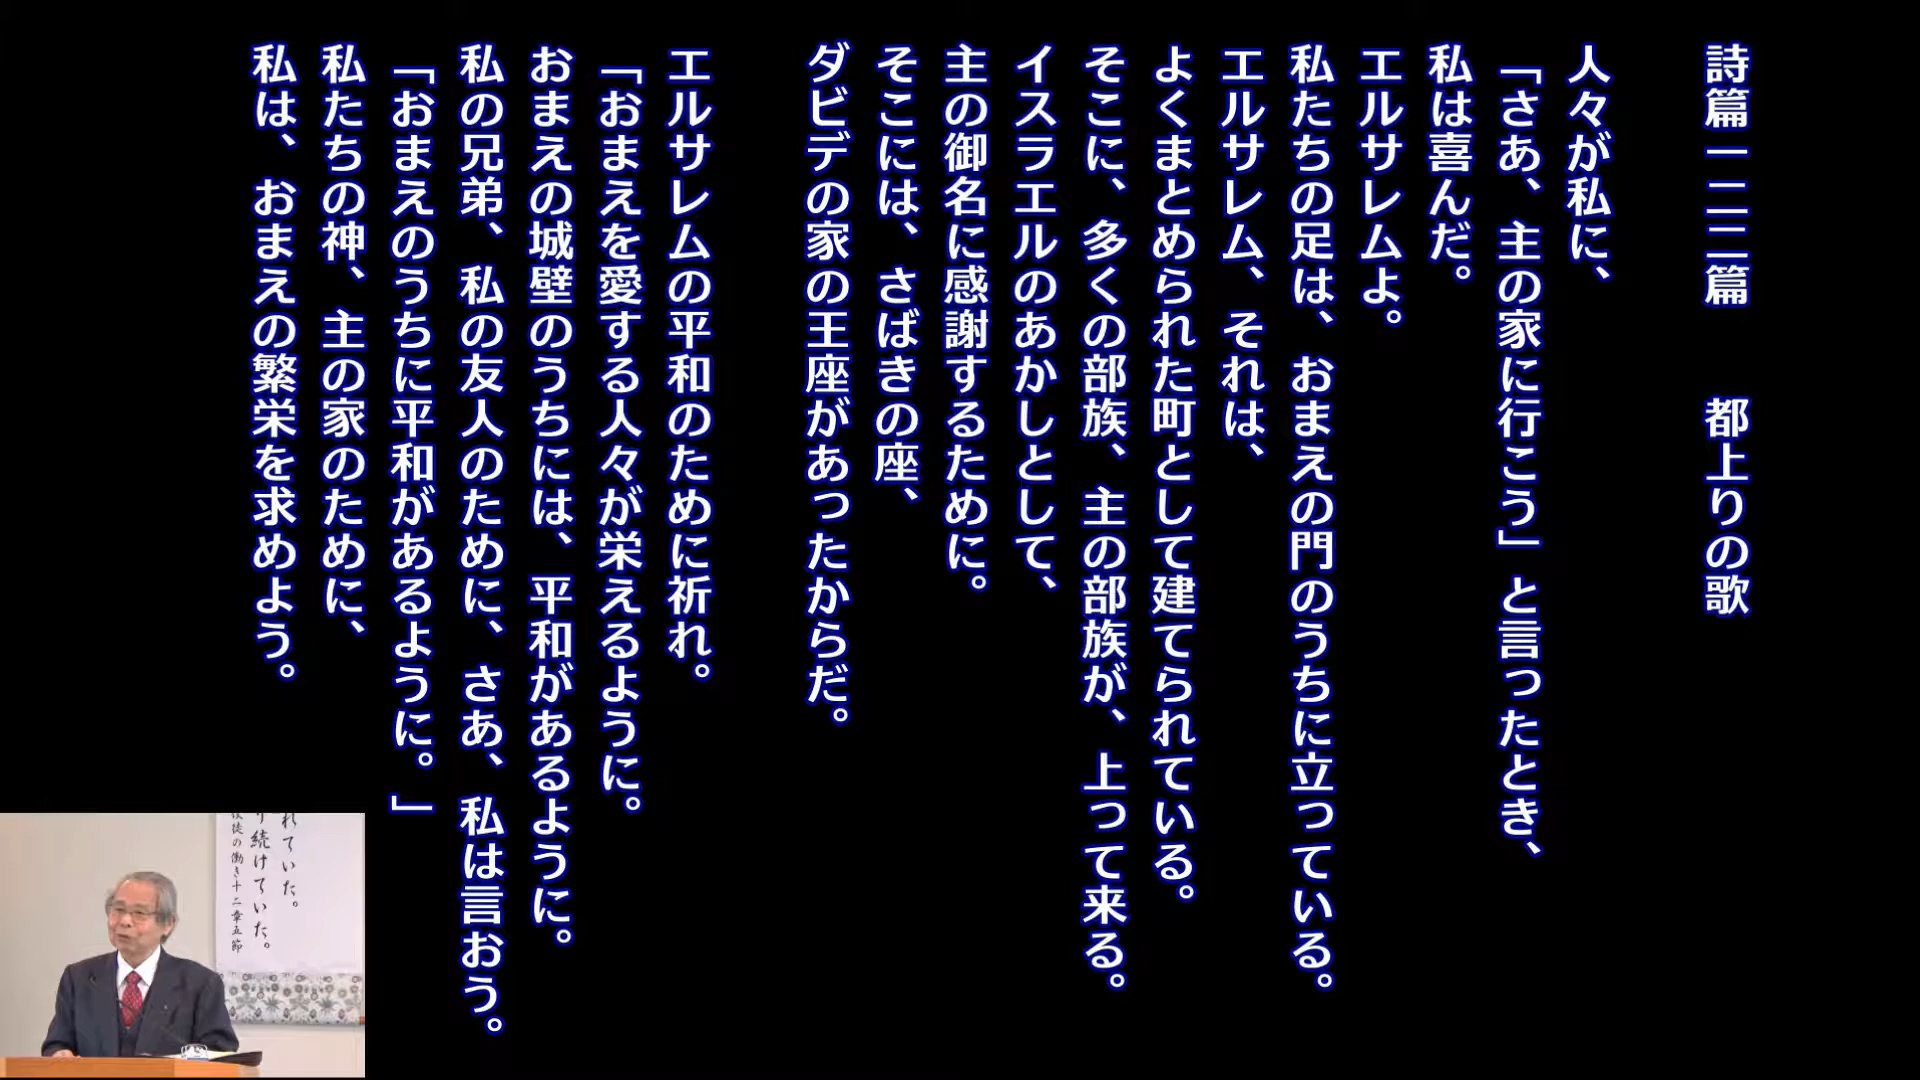 詩篇一二二篇　都上りの歌
人々が私に、
「さあ、主の家に行こう」と言ったとき、
私は喜んだ。
エルサレムよ。
私たちの足は、おまえの門のうちに立っている。
エルサレム、それは、
よくまとめられた町として建てられている。
そこに、多くの部族、主の部族が、上って来る。
イスラエルのあかしとして、
主の御名に感謝するために。
そこには、さばきの座、
ダビデの家の王座があったからだ。
エルサレムの平和のために祈れ。
「おまえを愛する人々が栄えるように。
おまえの城壁のうちには、平和があるように。
私の兄弟、私の友人のために、さあ、私は言おう。
「おまえのうちに平和があるように。」
私たちの神、主の家のために、
私は、おまえの繁栄を求めよう。
れていた。
り続けていた。
徒の働き十二章五節